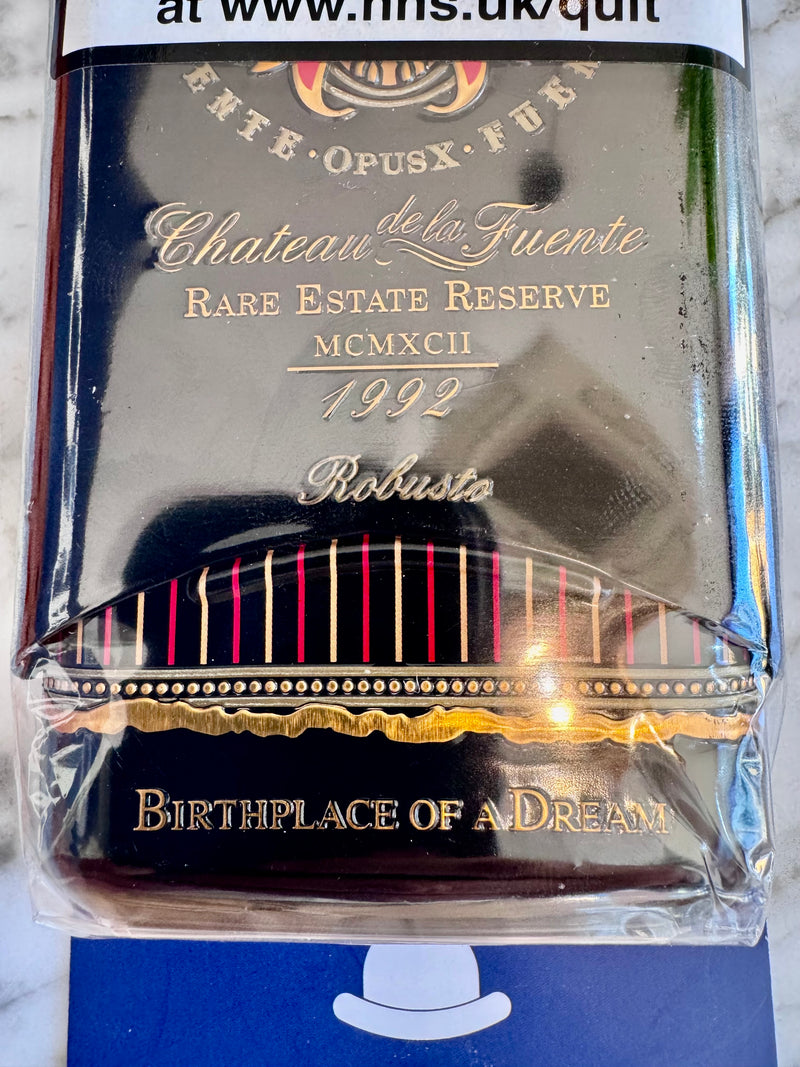 at www.nhs.uk/quit
ENTE · OPUSX · FUEN
Chateau de la Fuente
RARE ESTATE RESERVE
MCMXCII
1992
Robusto
BIRTHPLACE OF A DREAM